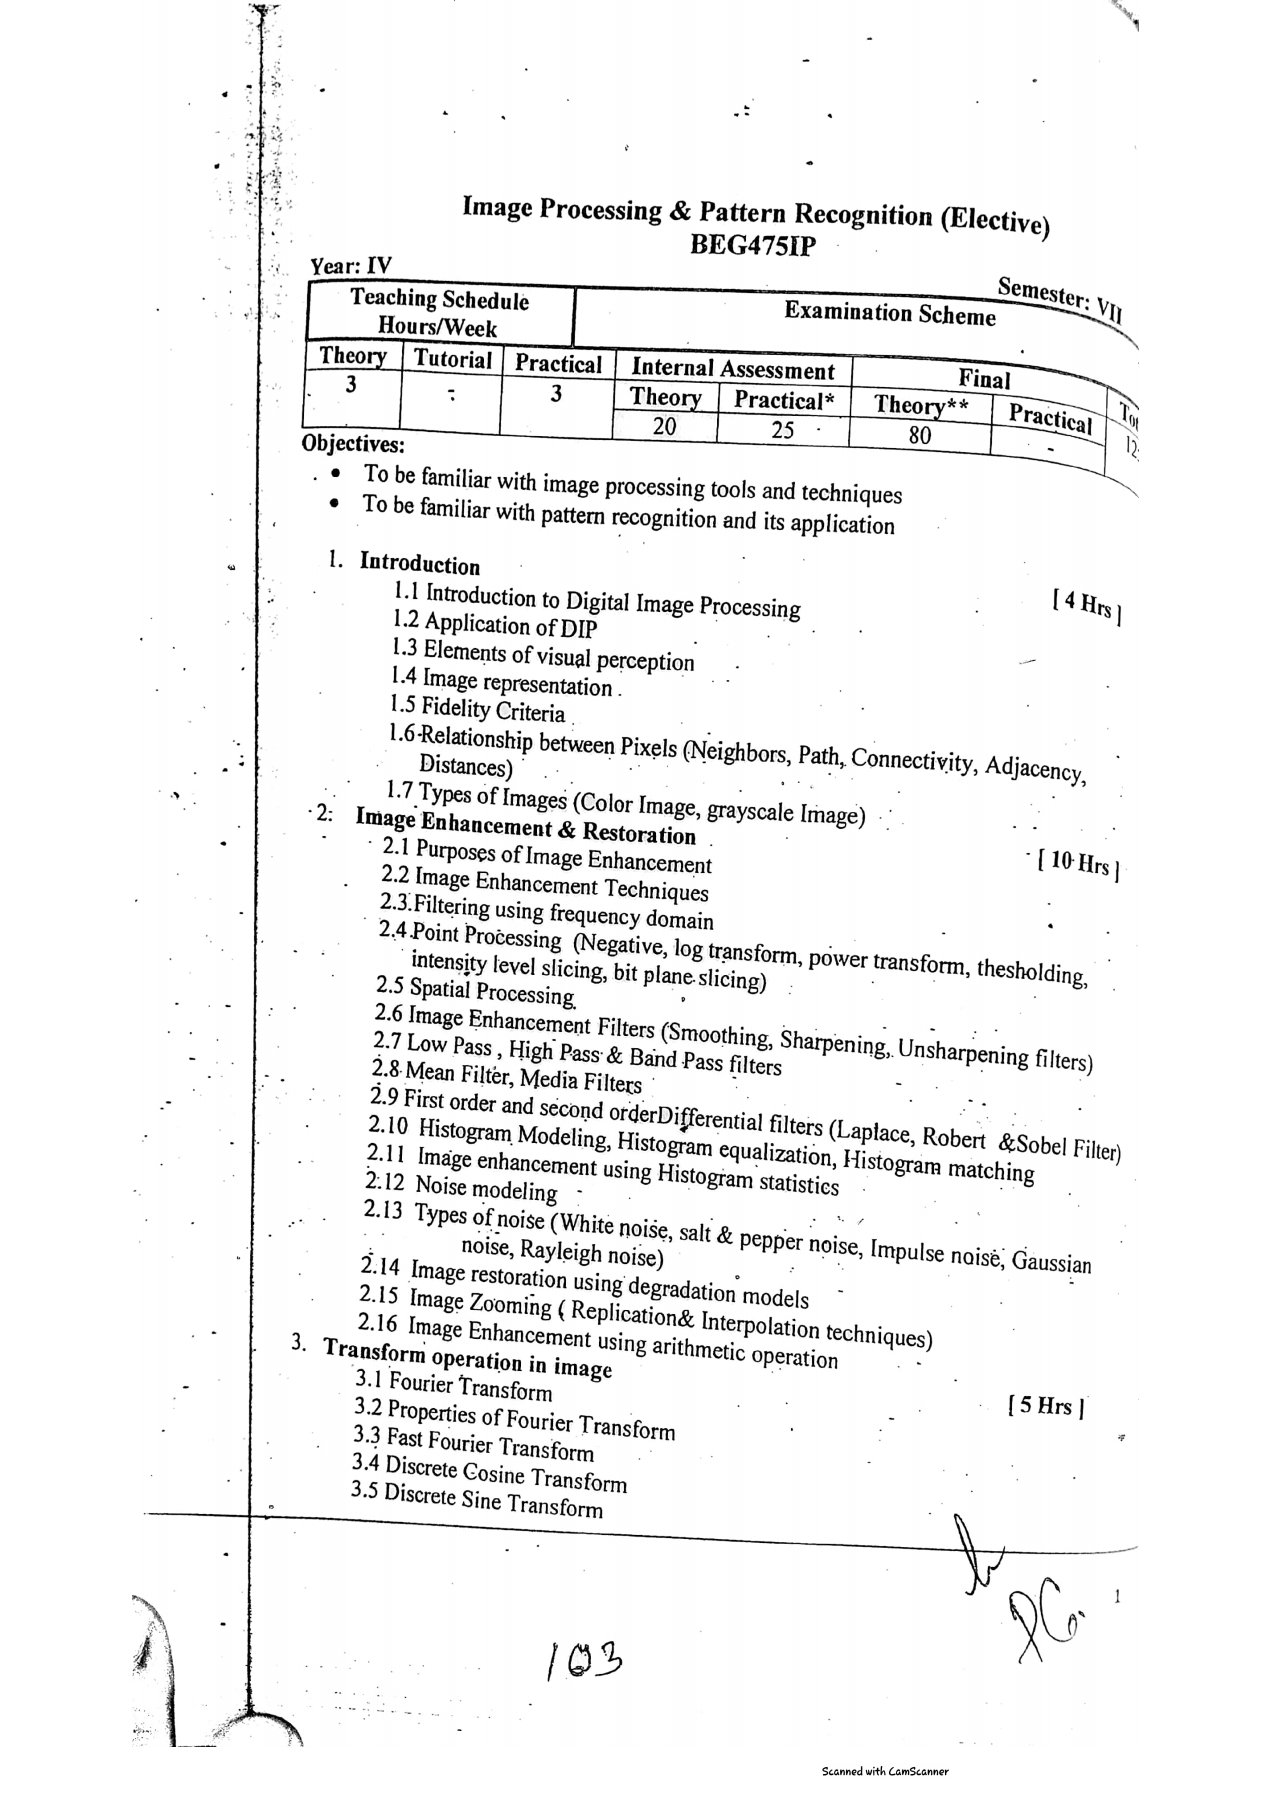 Image Processing & Pattern Recognition (Elective)
BEG475IP
Year: IV
Semester: VII
Teaching Schedule Hours/Week
Examination Scheme
Theory Tutorial Practical Internal Assessment Final
Theory Practical* Theory** Practical
3 - 3 20 25 80 -
Objectives:
• To be familiar with image processing tools and techniques
• To be familiar with pattern recognition and its application
1. Introduction [ 4 Hrs ]
1.1 Introduction to Digital Image Processing
1.2 Application of DIP
1.3 Elements of visual perception
1.4 Image representation
1.5 Fidelity Criteria
1.6 Relationship between Pixels (Neighbors, Path, Connectivity, Adjacency,
Distances)
1.7 Types of Images (Color Image, grayscale Image)
2. Image Enhancement & Restoration [ 10 Hrs ]
2.1 Purposes of Image Enhancement
2.2 Image Enhancement Techniques
2.3 Filtering using frequency domain
2.4 Point Processing (Negative, log transform, power transform, thesholding,
intensity level slicing, bit plane slicing)
2.5 Spatial Processing
2.6 Image Enhancement Filters (Smoothing, Sharpening, Unsharpening filters)
2.7 Low Pass , High Pass & Band Pass filters
2.8 Mean Filter, Media Filters
2.9 First order and second orderDifferential filters (Laplace, Robert &Sobel Filter)
2.10 Histogram Modeling, Histogram equalization, Histogram matching
2.11 Image enhancement using Histogram statistics
2.12 Noise modeling
2.13 Types of noise (White noise, salt & pepper noise, Impulse noise, Gaussian
noise, Rayleigh noise)
2.14 Image restoration using degradation models
2.15 Image Zooming ( Replication& Interpolation techniques)
2.16 Image Enhancement using arithmetic operation
3. Transform operation in image [ 5 Hrs ]
3.1 Fourier Transform
3.2 Properties of Fourier Transform
3.3 Fast Fourier Transform
3.4 Discrete Cosine Transform
3.5 Discrete Sine Transform
1
103
Scanned with CamScanner